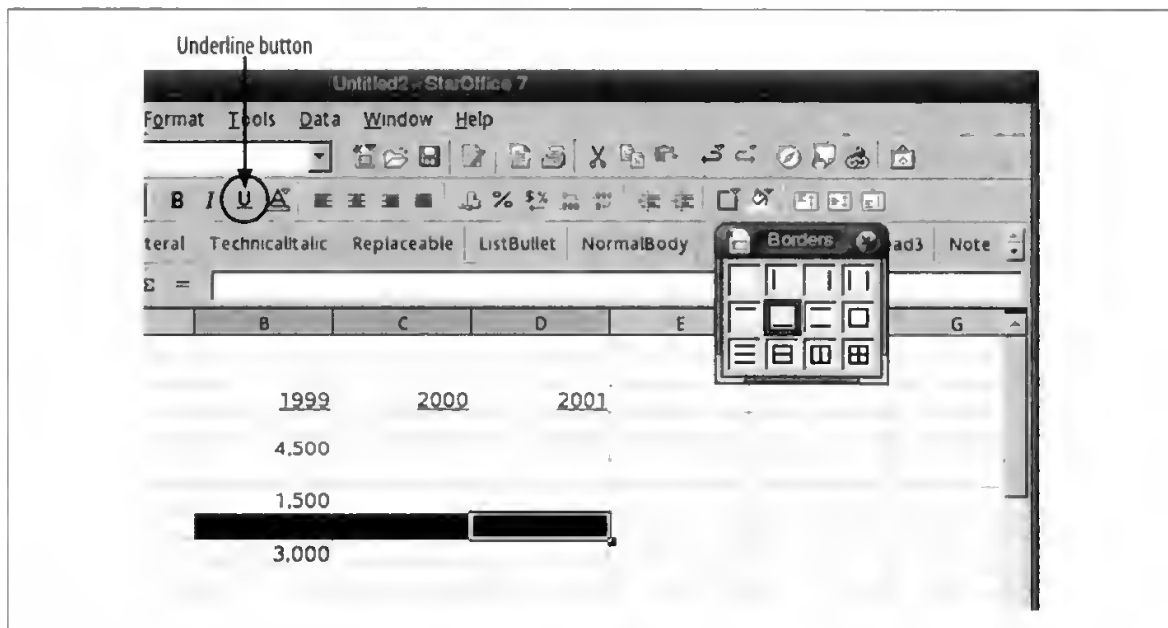 Underline button
Untitled2 - StarOffice 7
Format Tools Data Window Help
B I U A % $%
teral TechnicalItalic Replaceable ListBullet NormalBody Borders ead3 Note
Σ =
B C D E G
1999 2000 2001
4,500
1,500
3,000